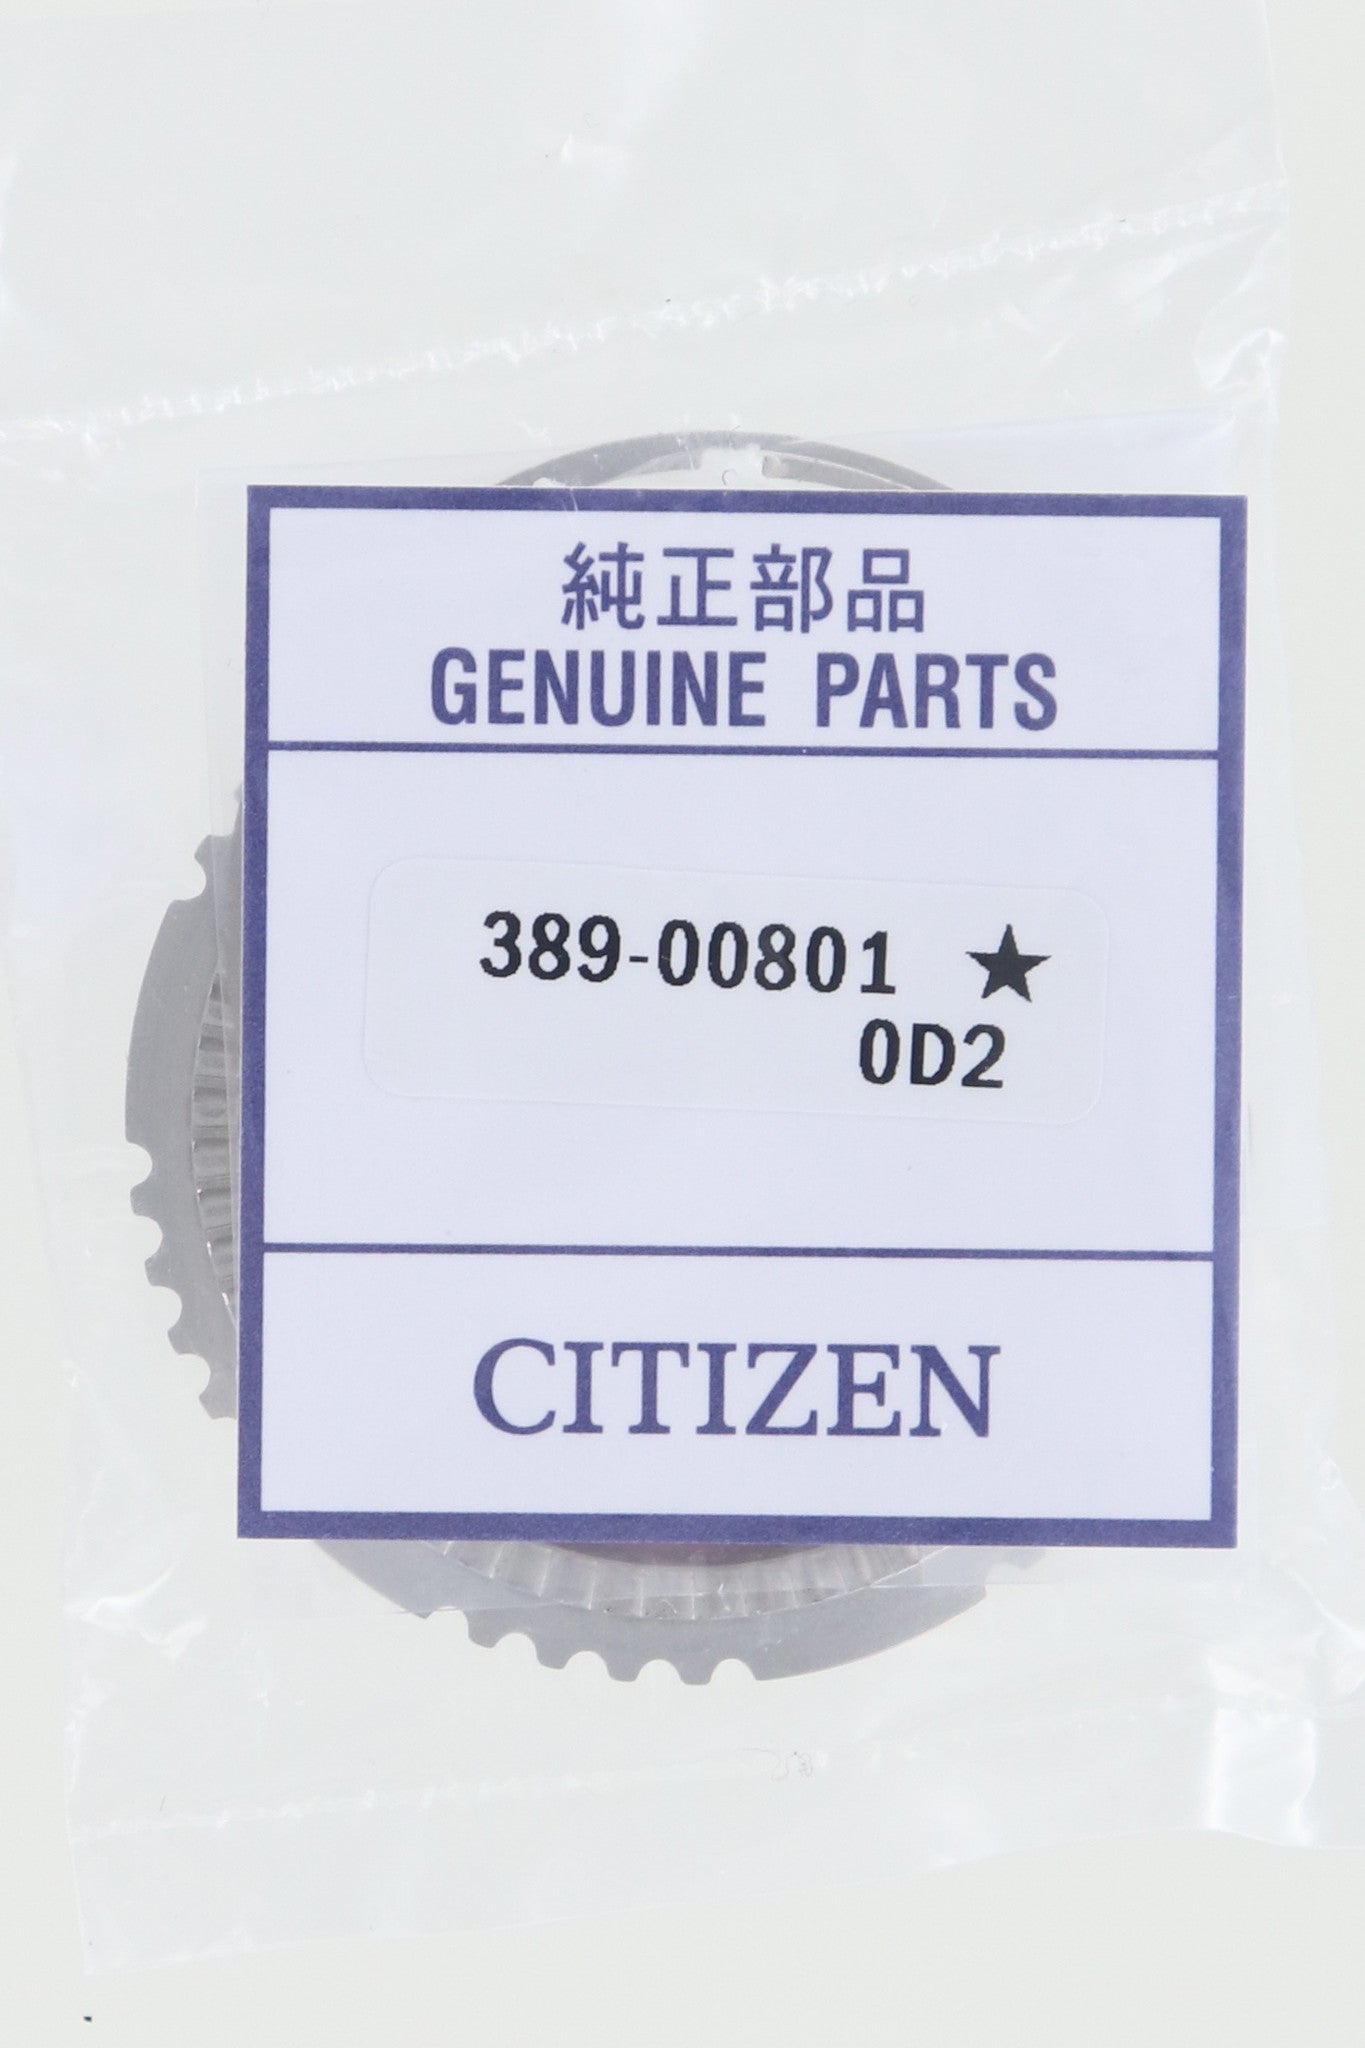 純正部品
GENUINE PARTS
389-00801 ★
0D2
CITIZEN